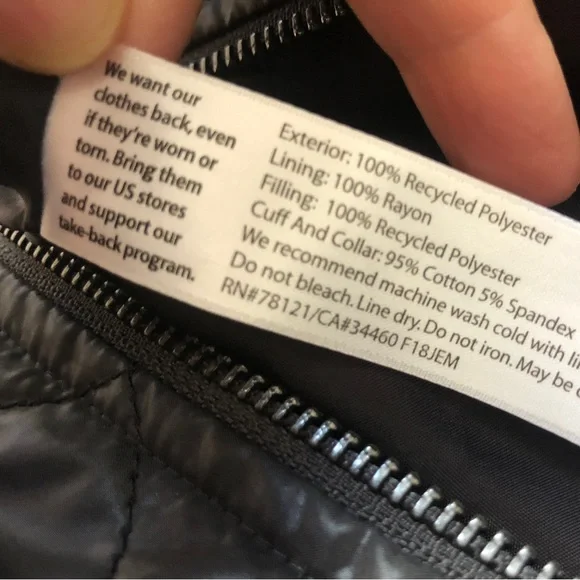 We want our
clothes back, even
if they're worn or
torn. Bring them
to our US stores
and support our
take-back program.
Exterior: 100% Recycled Polyester
Lining: 100% Rayon
Filling: 100% Recycled Polyester
Cuff And Collar: 95% Cotton 5% Spandex
We recommend machine wash cold with
Do not bleach. Line dry. Do not iron. May be
RN#78121/CA#34460 F18JEM